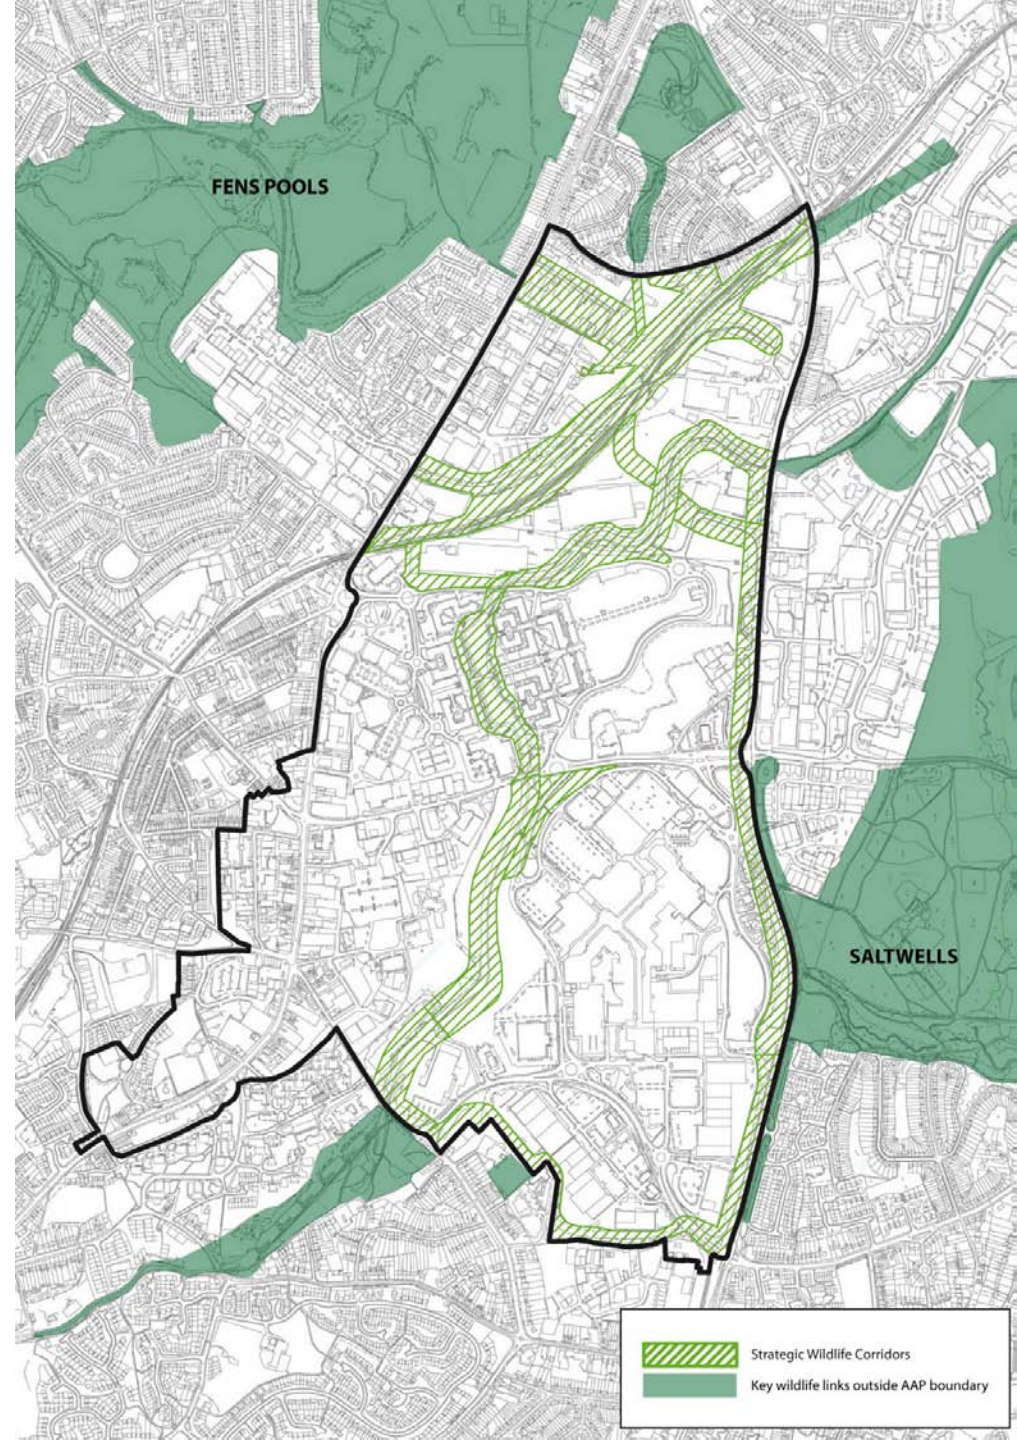 FENS POOLS
SALTWELLS
Strategic Wildlife Corridors
Key wildlife links outside AAP boundary